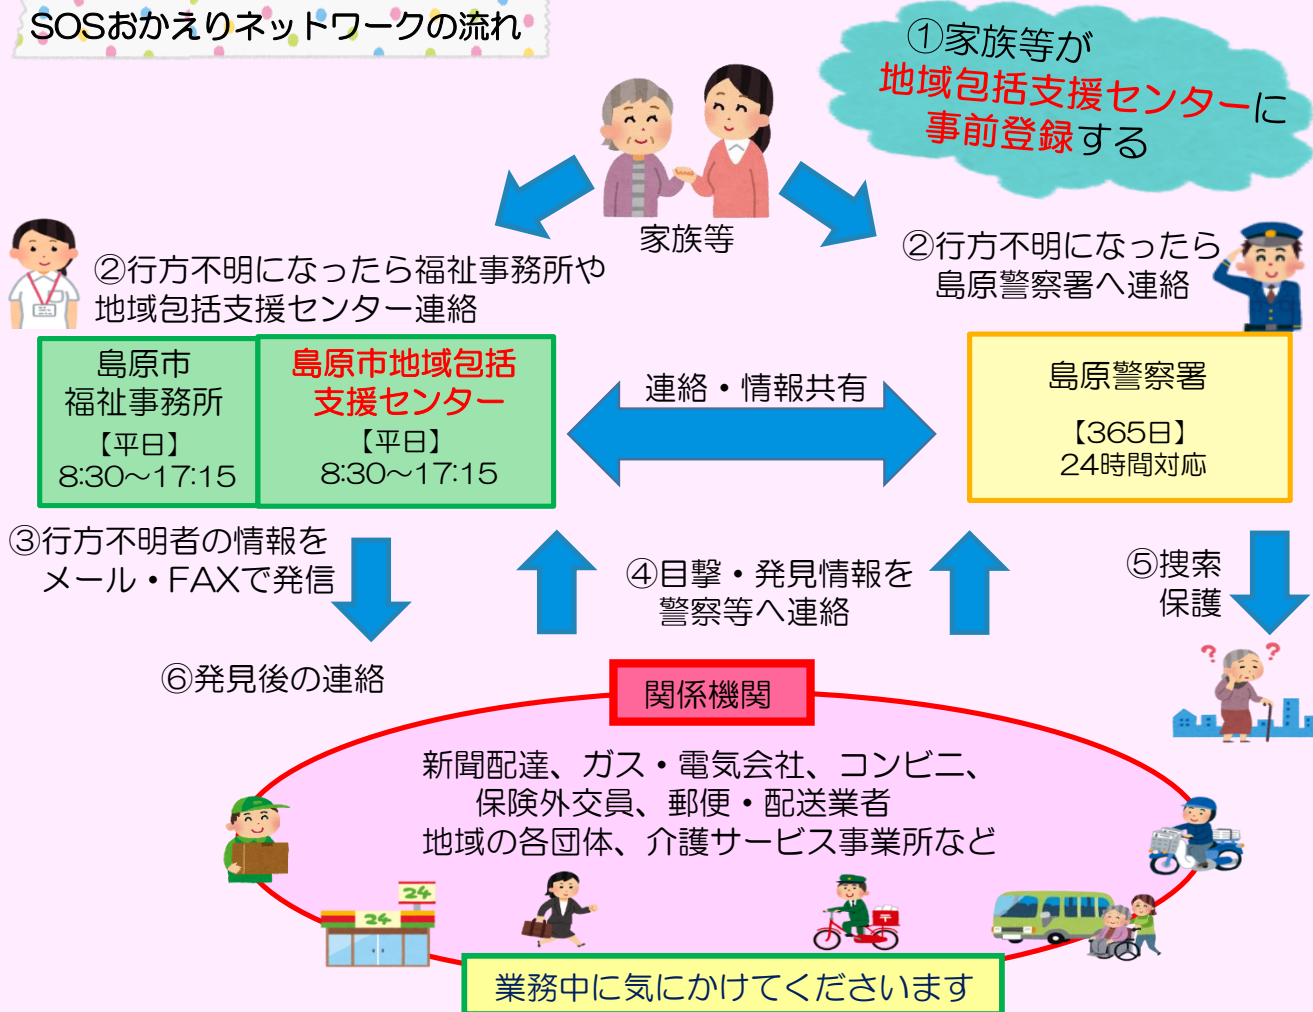 SOSおかえりネットワークの流れ
①家族等が
地域包括支援センターに
事前登録する
家族等
②行方不明になったら福祉事務所や
地域包括支援センター連絡
②行方不明になったら
島原警察署へ連絡
島原市
福祉事務所
【平日】
8:30～17:15
島原市地域包括
支援センター
【平日】
8:30～17:15
連絡・情報共有
島原警察署
【365日】
24時間対応
③行方不明者の情報を
メール・FAXで発信
④目撃・発見情報を
警察等へ連絡
⑤捜索
保護
⑥発見後の連絡
? ?
関係機関
新聞配達、ガス・電気会社、コンビニ、
保険外交員、郵便・配送業者
地域の各団体、介護サービス事業所など
24
24
〒
業務中に気にかけてくださいます